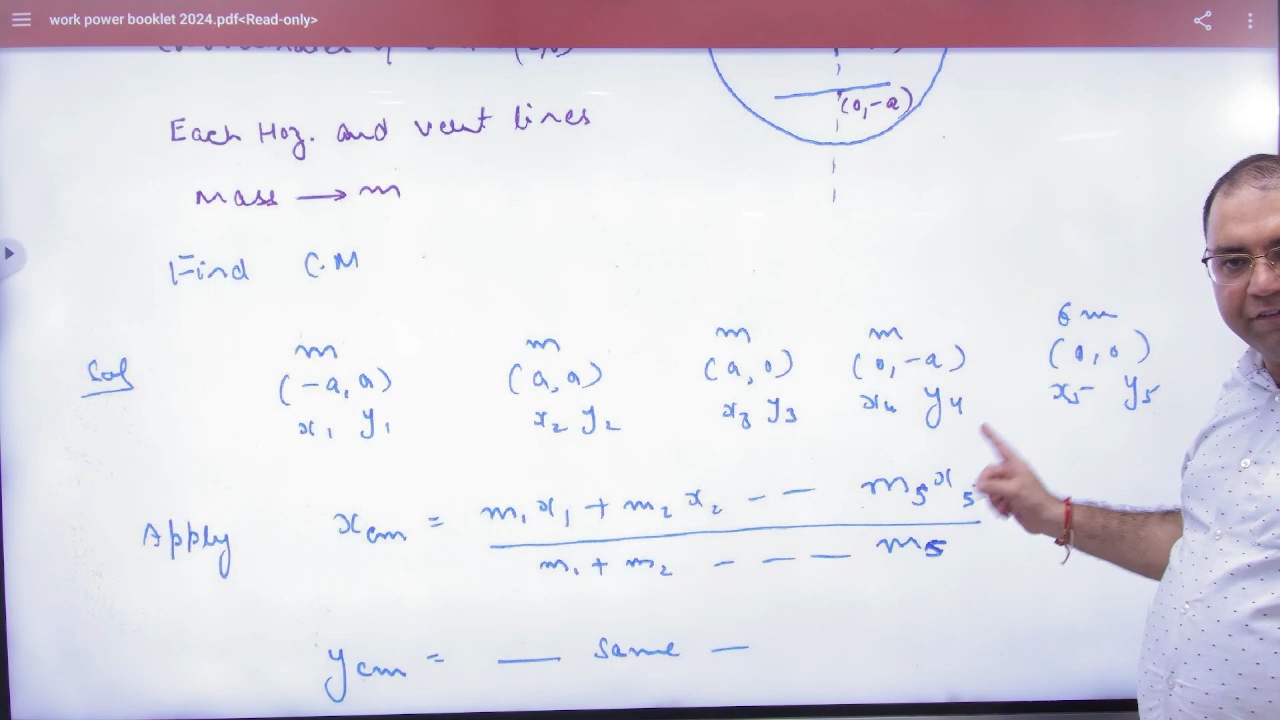 work power booklet 2024.pdf<Read-only>
(0,-a)
Each Hoz. and vert lines
Mass → m
Find C.M
Sol
m m m m 6m
(-a, a) (a, a) (a, 0) (0, -a) (0, 0)
x1 y1 x2 y2 x3 y3 x4 y4 x5 y5
Apply xcm = m1x1 + m2x2 - - m5x5
m1 + m2 - - - m5
ycm = — same —